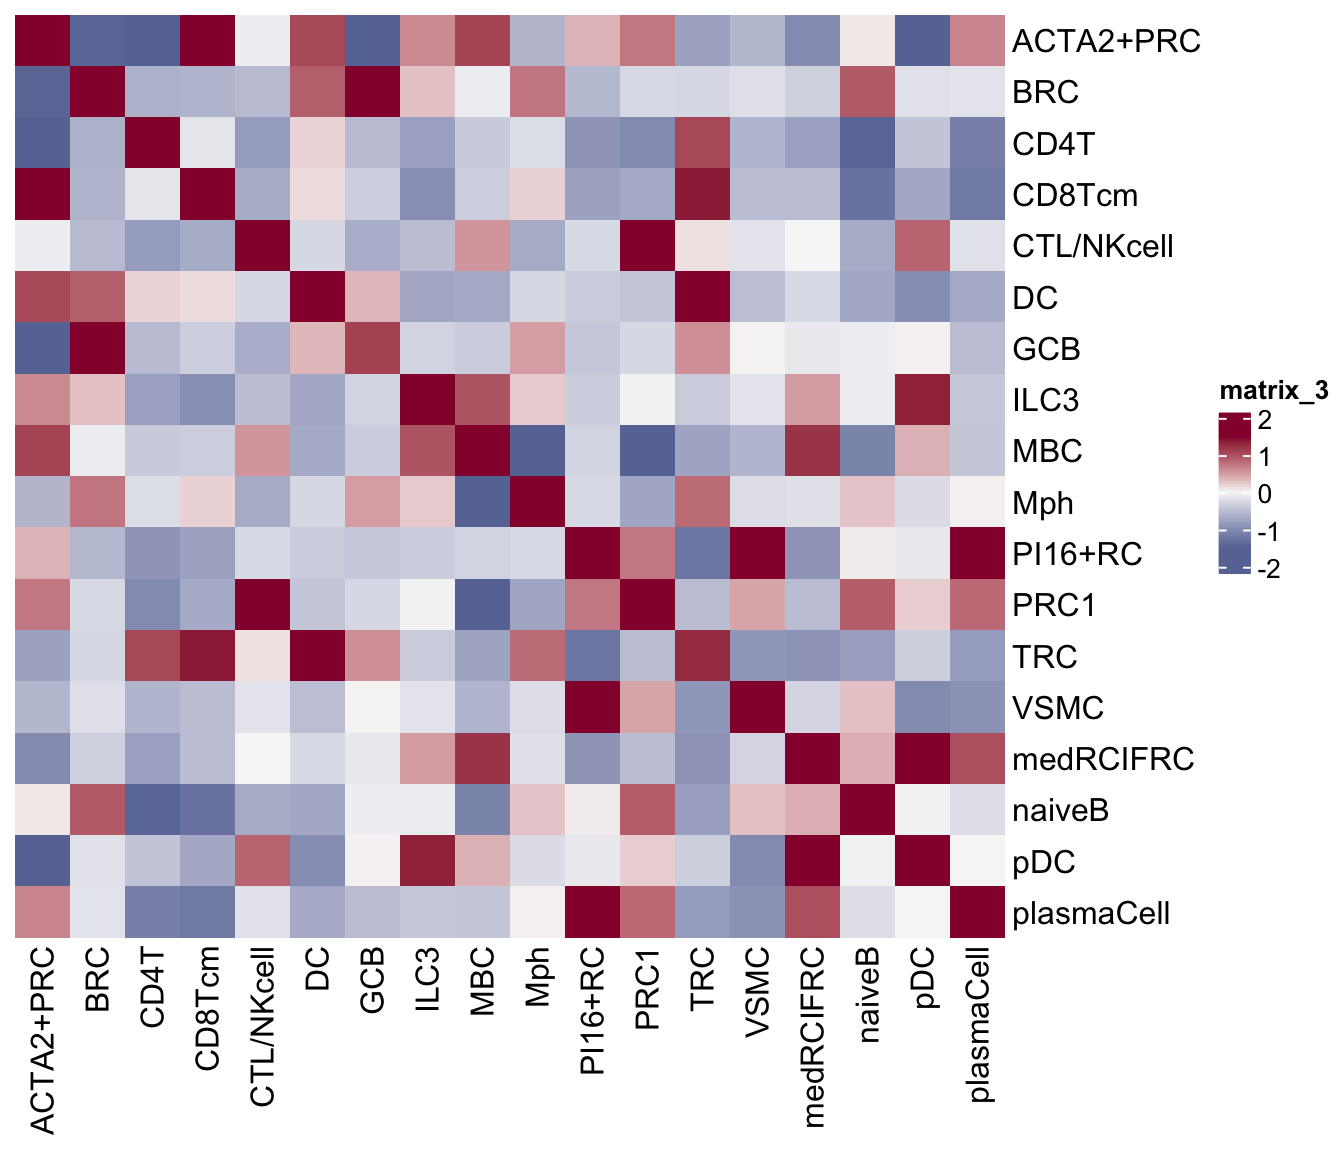 ACTA2+PRC
BRC
CD4T
CD8Tcm
CTL/NKcell
DC
GCB
ILC3
MBC
Mph
PI16+RC
PRC1
TRC
VSMC
medRCIFRC
naiveB
pDC
plasmaCell
matrix_3
2
1
0
-1
-2
ACTA2+PRC
BRC
CD4T
CD8Tcm
CTL/NKcell
DC
GCB
ILC3
MBC
Mph
PI16+RC
PRC1
TRC
VSMC
medRCIFRC
naiveB
pDC
plasmaCell